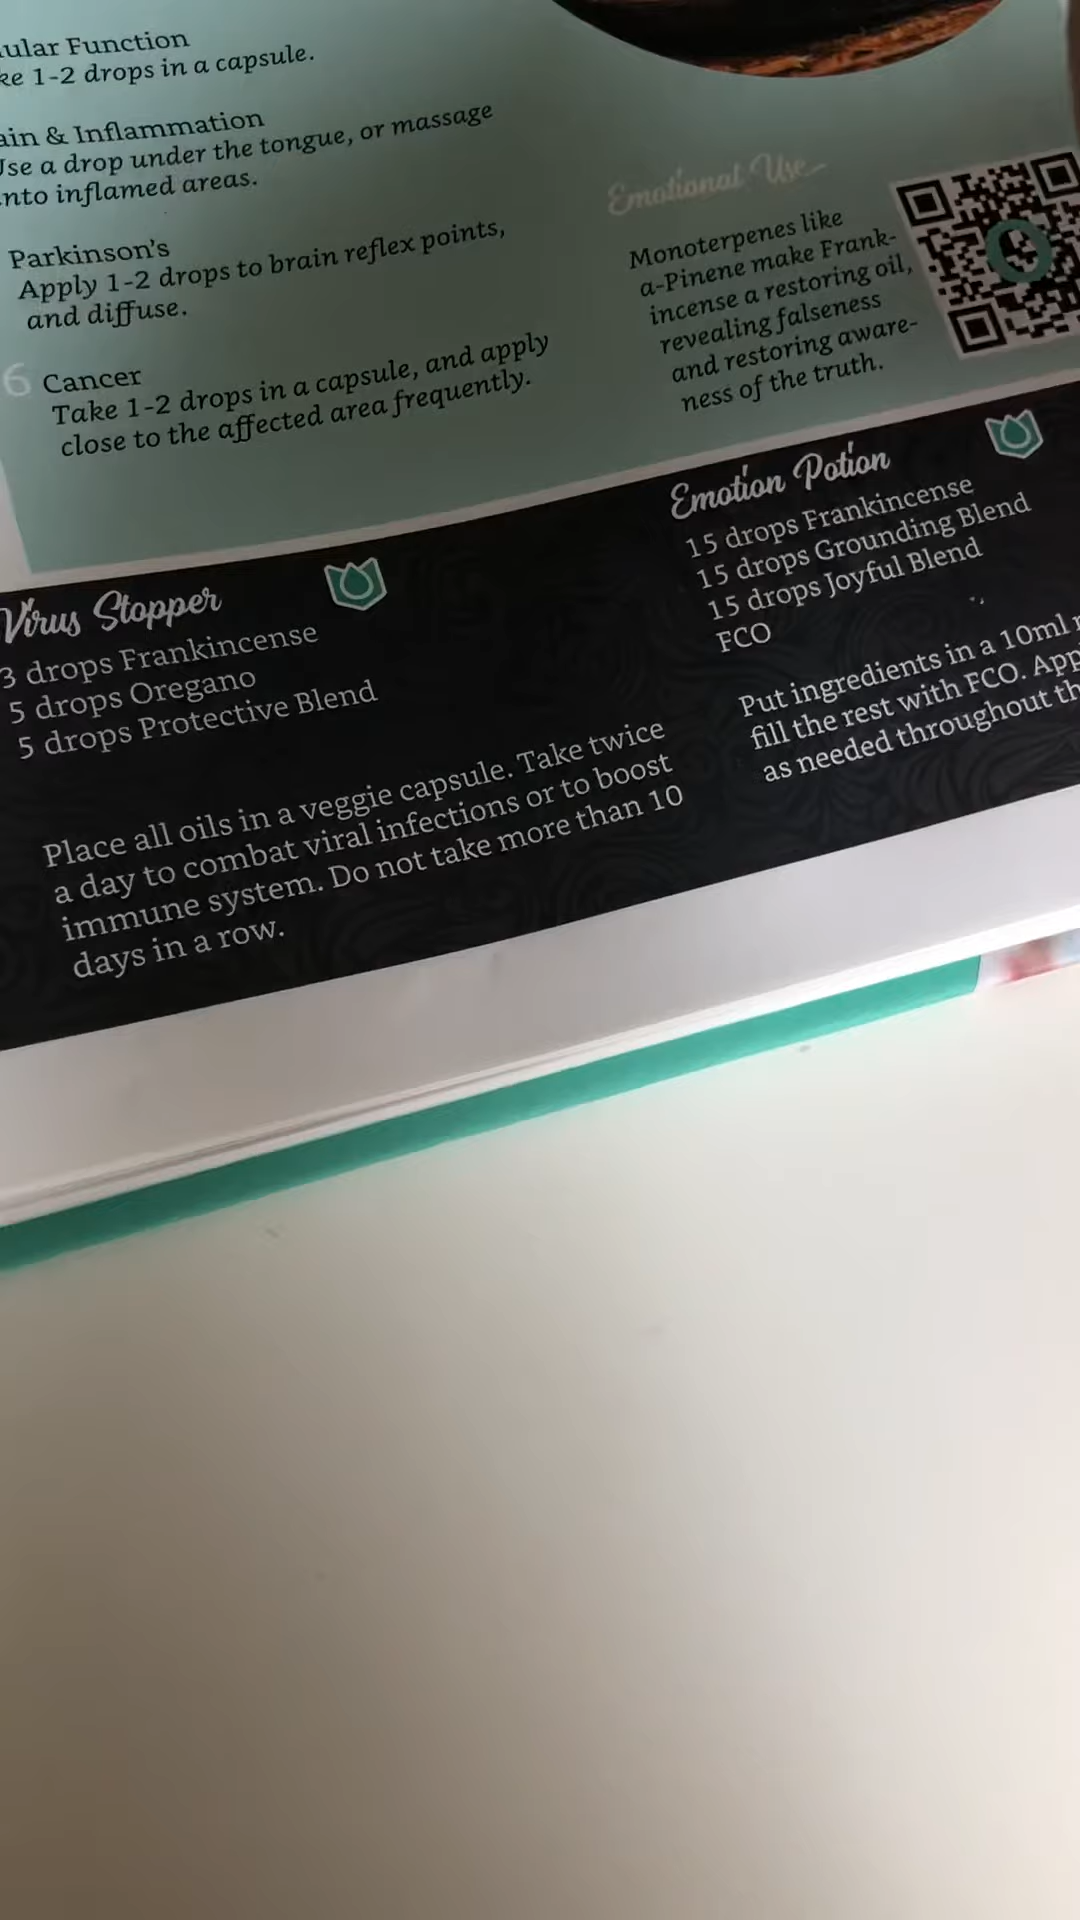 ular Function
ke 1-2 drops in a capsule.
ain & Inflammation
Use a drop under the tongue, or massage
nto inflamed areas.
Parkinson's
Apply 1-2 drops to brain reflex points,
and diffuse.
6 Cancer
Take 1-2 drops in a capsule, and apply
close to the affected area frequently.
Emotional Use
Monoterpenes like
a-Pinene make Frank-
incense a restoring oil,
revealing falseness
and restoring aware-
ness of the truth.
Virus Stopper
3 drops Frankincense
5 drops Oregano
5 drops Protective Blend
Place all oils in a veggie capsule. Take twice
a day to combat viral infections or to boost
immune system. Do not take more than 10
days in a row.
Emotion Potion
15 drops Frankincense
15 drops Grounding Blend
15 drops Joyful Blend
FCO
Put ingredients in a 10ml r
fill the rest with FCO. App
as needed throughout th